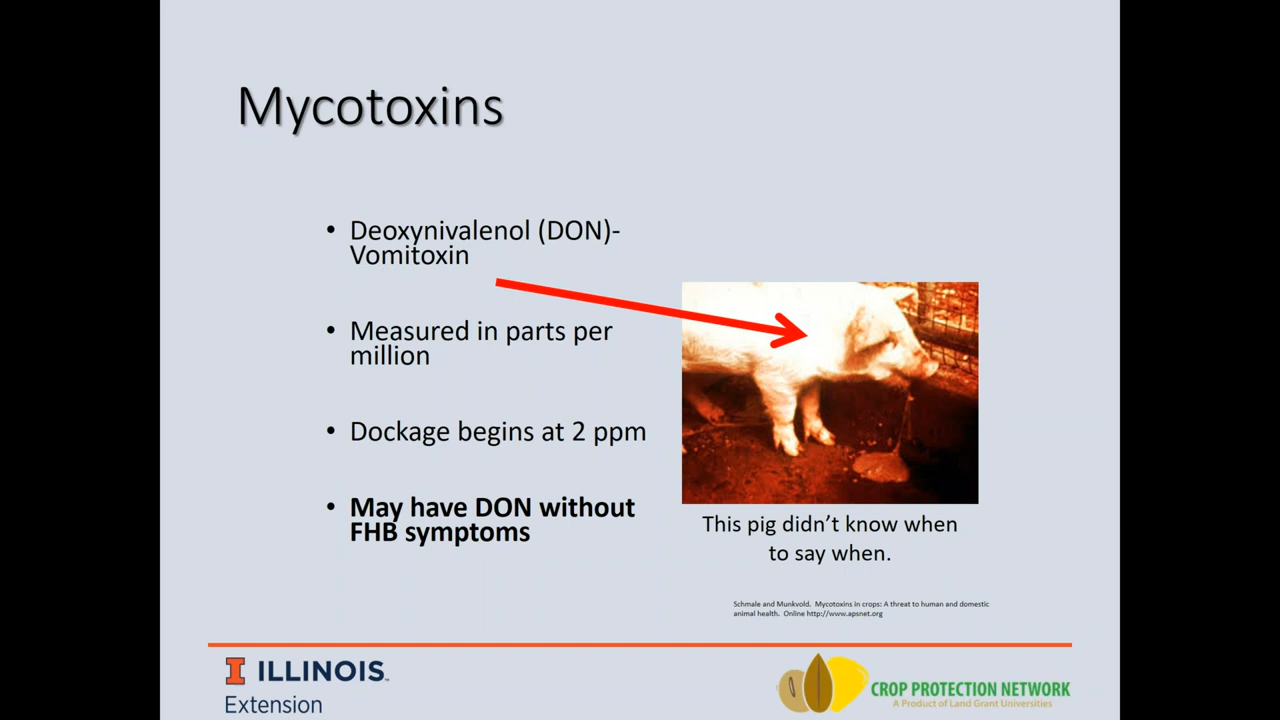 Mycotoxins
• Deoxynivalenol (DON)-
Vomitoxin
• Measured in parts per
million
• Dockage begins at 2 ppm
• May have DON without
FHB symptoms
This pig didn’t know when
to say when.
Schmale and Munkvold. Mycotoxins in crops: A threat to human and domestic
animal health. Online http://www.apsnet.org
I ILLINOIS
Extension
CROP PROTECTION NETWORK
A Product of Land Grant Universities